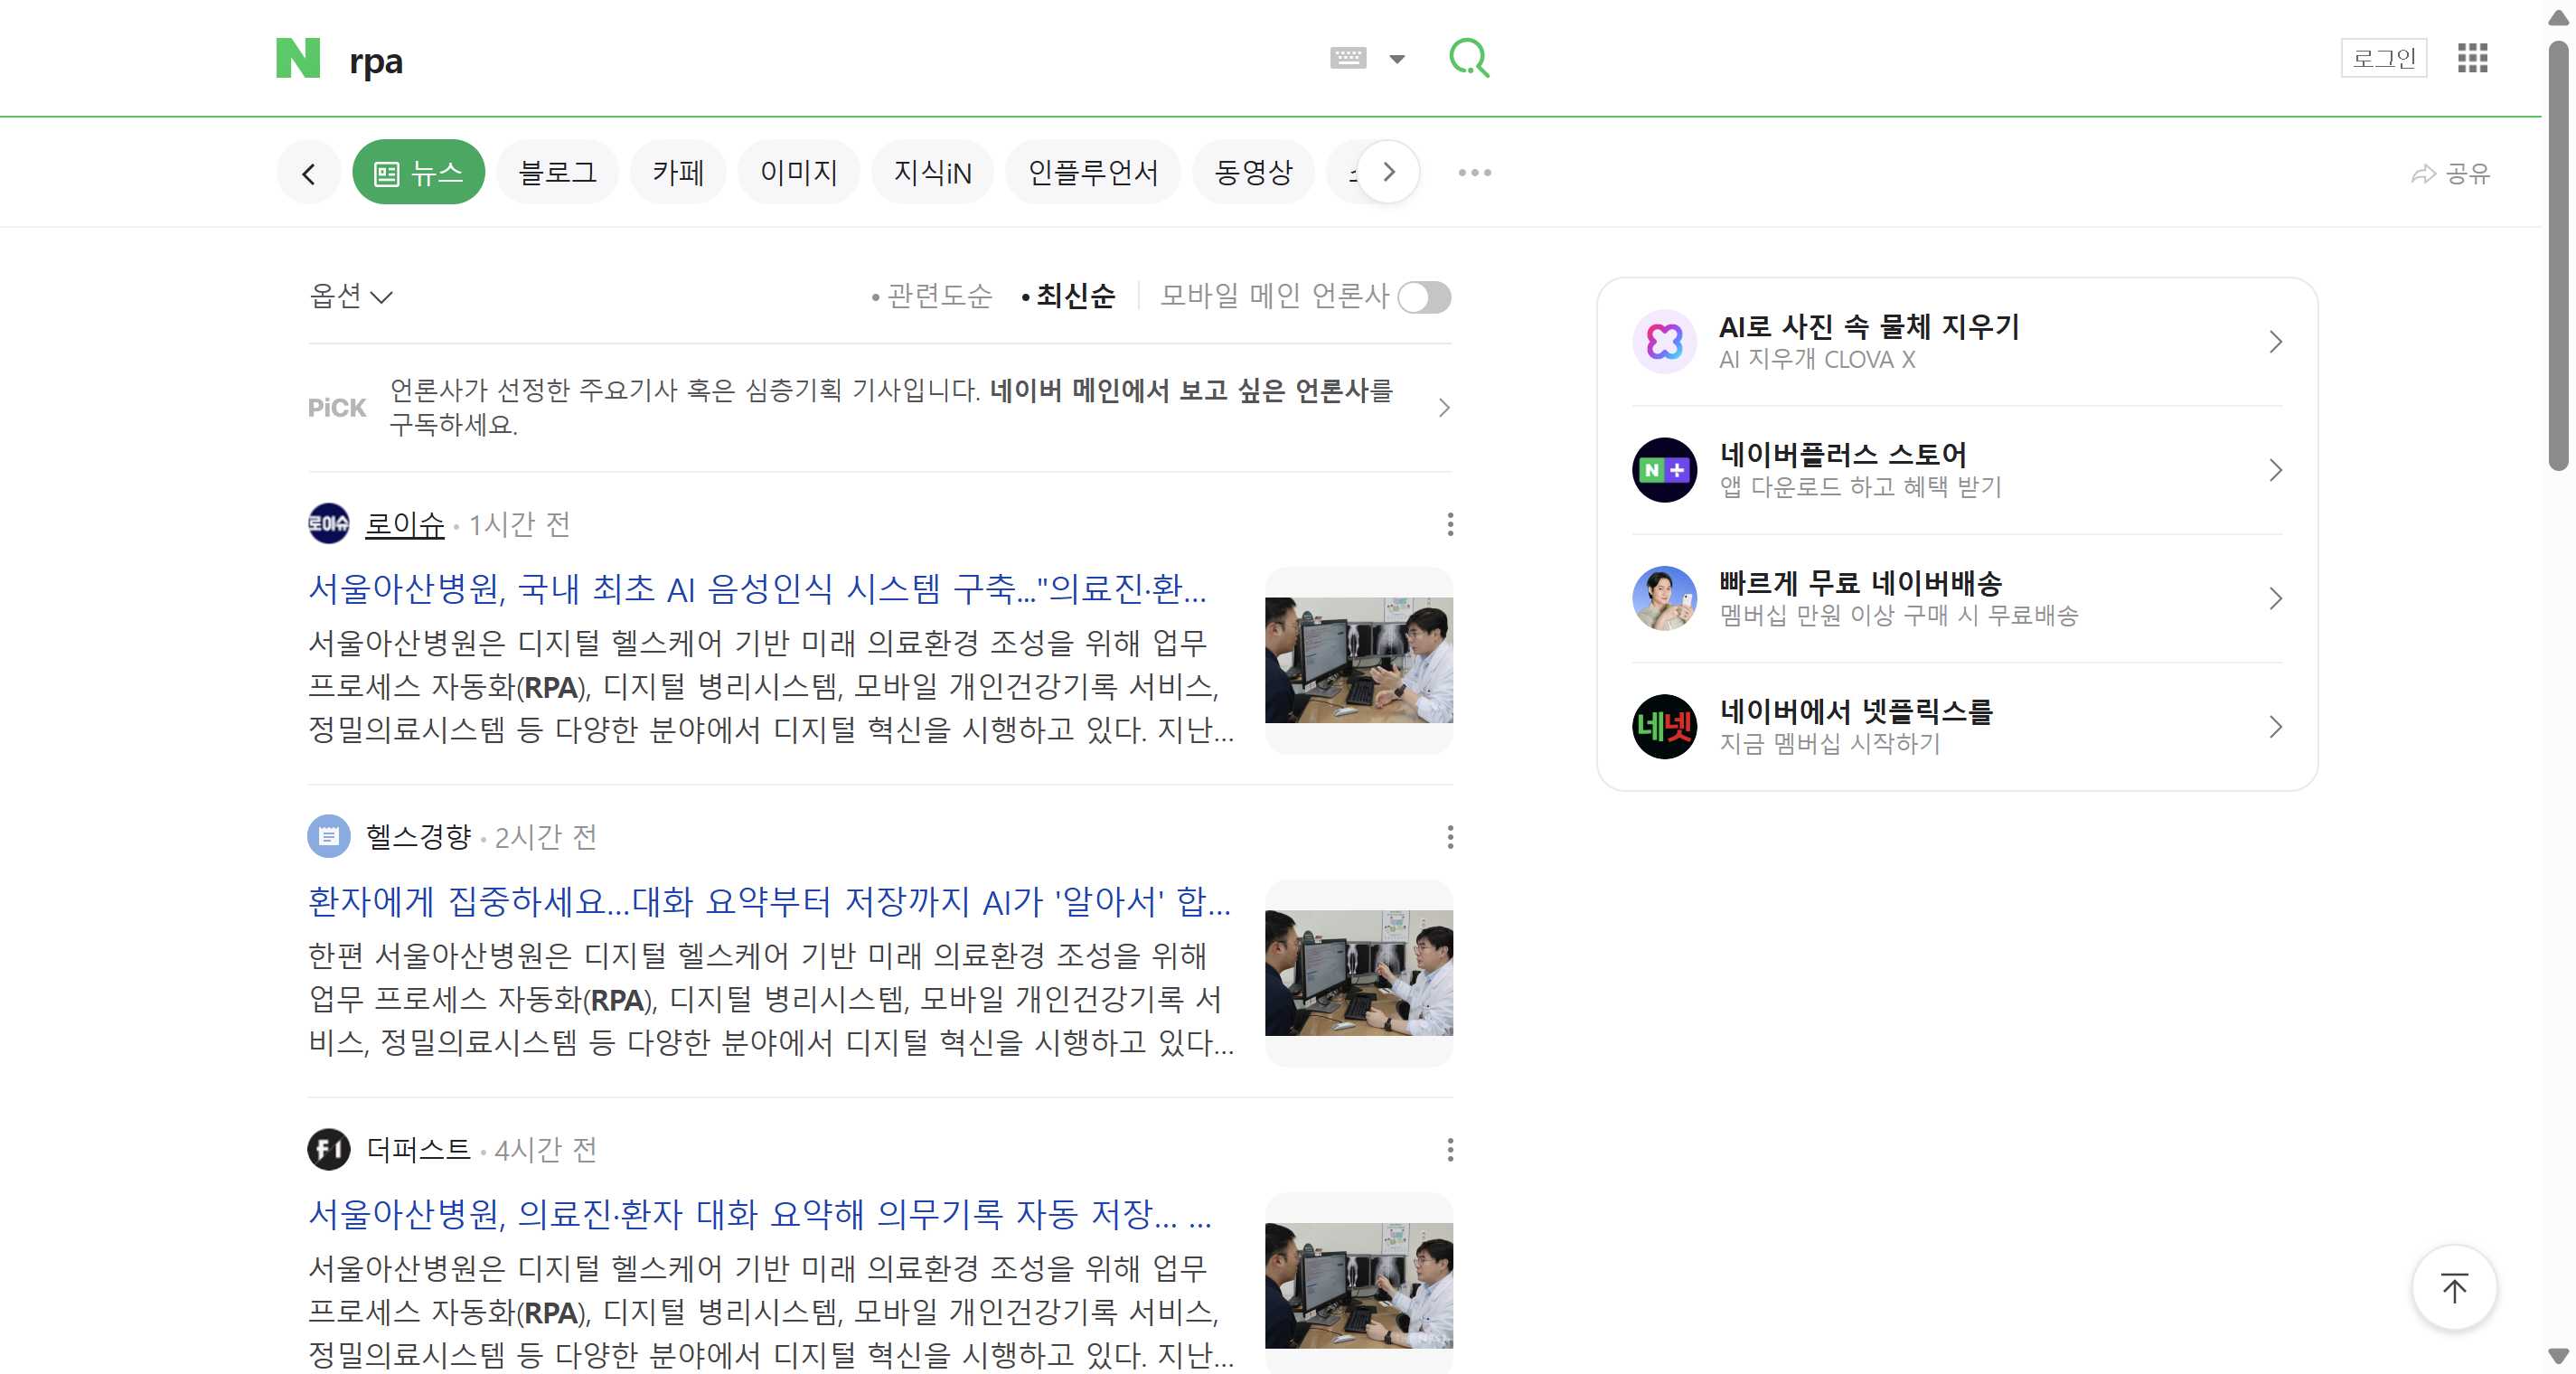 N rpa
로그인
뉴스 블로그 카페 이미지 지식iN 인플루언서 동영상
공유
옵션
• 관련도순 • 최신순 모바일 메인 언론사
PiCK
언론사가 선정한 주요기사 혹은 심층기획 기사입니다. 네이버 메인에서 보고 싶은 언론사를
구독하세요.
로이슈
로이슈 • 1시간 전
서울아산병원, 국내 최초 AI 음성인식 시스템 구축..."의료진·환...
서울아산병원은 디지털 헬스케어 기반 미래 의료환경 조성을 위해 업무
프로세스 자동화(RPA), 디지털 병리시스템, 모바일 개인건강기록 서비스,
정밀의료시스템 등 다양한 분야에서 디지털 혁신을 시행하고 있다. 지난...
헬스경향 • 2시간 전
환자에게 집중하세요...대화 요약부터 저장까지 AI가 '알아서' 합...
한편 서울아산병원은 디지털 헬스케어 기반 미래 의료환경 조성을 위해
업무 프로세스 자동화(RPA), 디지털 병리시스템, 모바일 개인건강기록 서
비스, 정밀의료시스템 등 다양한 분야에서 디지털 혁신을 시행하고 있다...
더퍼스트 • 4시간 전
서울아산병원, 의료진·환자 대화 요약해 의무기록 자동 저장... ...
서울아산병원은 디지털 헬스케어 기반 미래 의료환경 조성을 위해 업무
프로세스 자동화(RPA), 디지털 병리시스템, 모바일 개인건강기록 서비스,
정밀의료시스템 등 다양한 분야에서 디지털 혁신을 시행하고 있다. 지난...
AI로 사진 속 물체 지우기
AI 지우개 CLOVA X
N+
네이버플러스 스토어
앱 다운로드 하고 혜택 받기
빠르게 무료 네이버배송
멤버십 만원 이상 구매 시 무료배송
네넷
네이버에서 넷플릭스를
지금 멤버십 시작하기